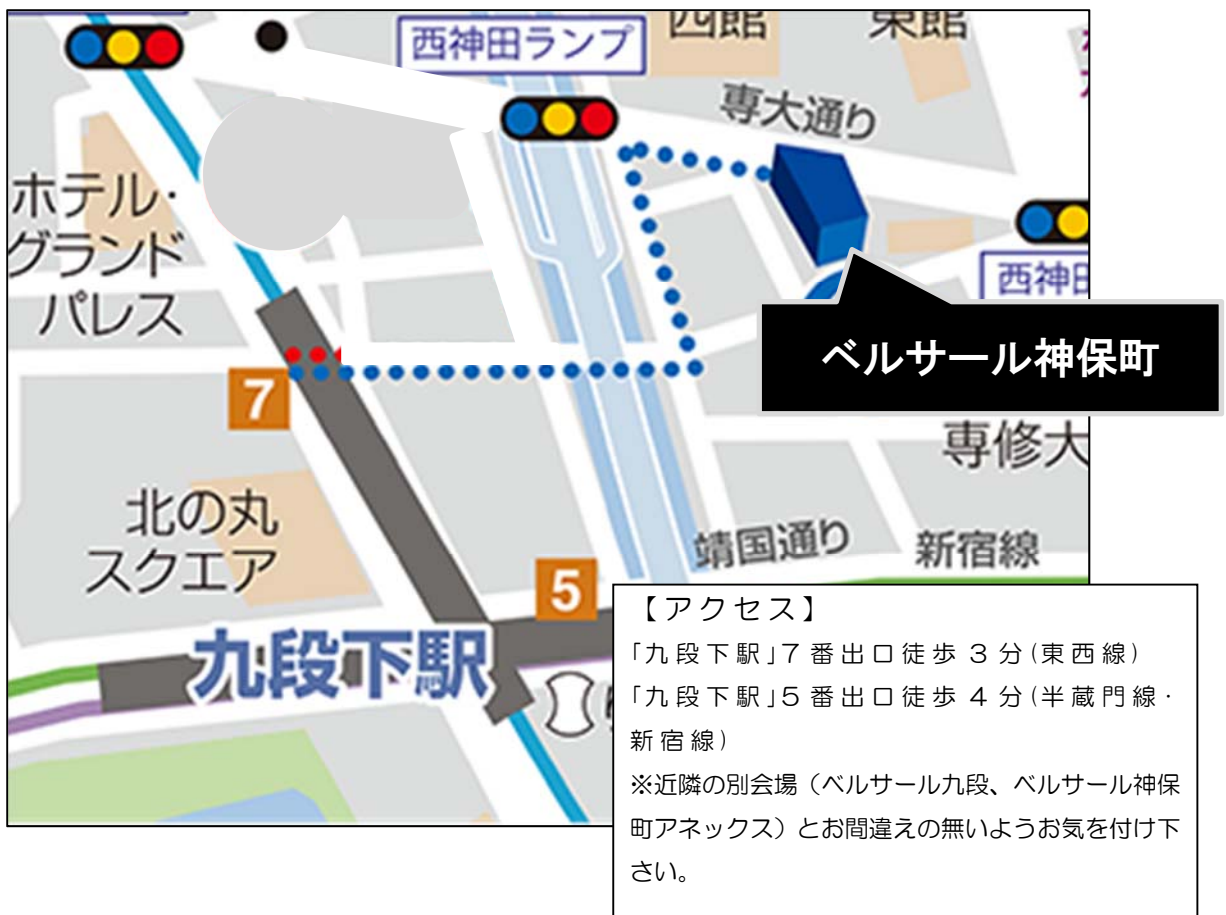 西神田ランプ
西館
東館
専大通り
ホテル・
グランド
パレス
西神田
ベルサール神保町
7
専修大
北の丸
スクエア
靖国通り
新宿線
5
九段下駅
【アクセス】
「九段下駅」7番出口徒歩 3 分(東西線)
「九段下駅」5番出口徒歩 4 分(半蔵門線・
新宿線)
※近隣の別会場（ベルサール九段、ベルサール神保
町アネックス）とお間違えの無いようお気を付け下
さい。